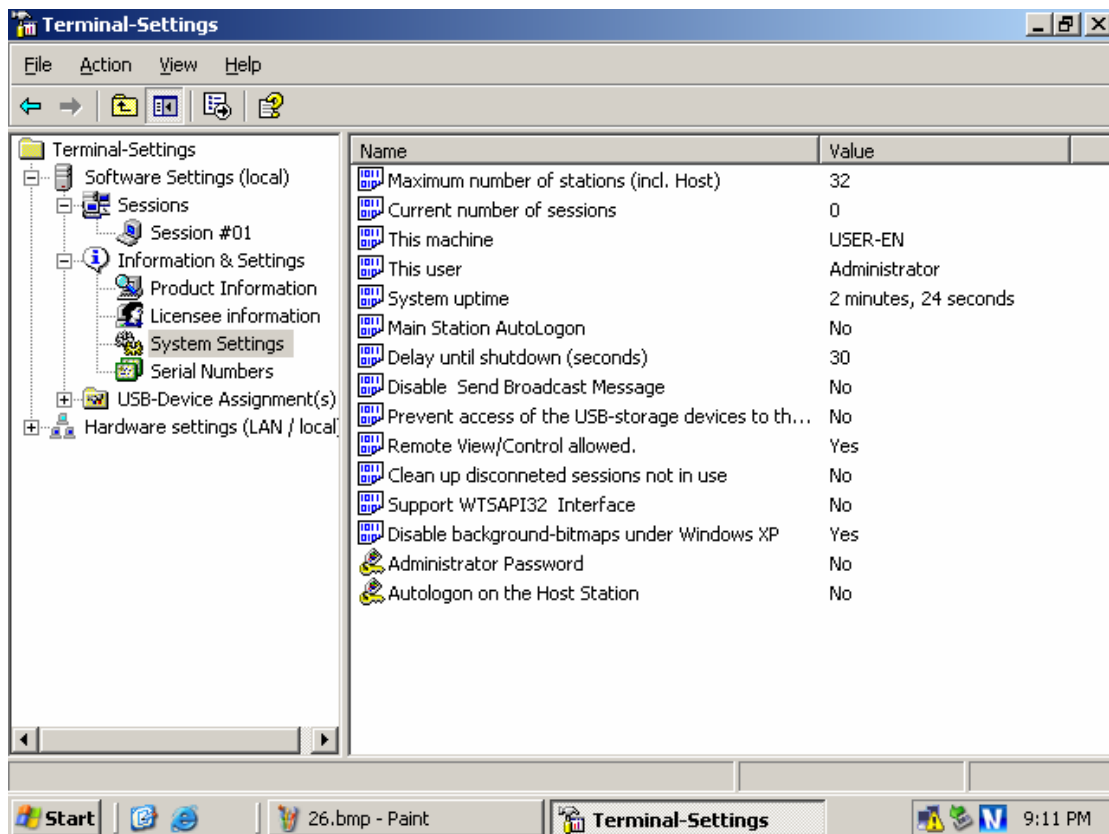 Terminal-Settings
File Action View Help
Terminal-Settings
Software Settings (local)
Sessions
Session #01
Information & Settings
Product Information
Licensee information
System Settings
Serial Numbers
USB-Device Assignment(s)
Hardware settings (LAN / local
Name Value
Maximum number of stations (incl. Host) 32
Current number of sessions 0
This machine USER-EN
This user Administrator
System uptime 2 minutes, 24 seconds
Main Station AutoLogon No
Delay until shutdown (seconds) 30
Disable Send Broadcast Message No
Prevent access of the USB-storage devices to th... No
Remote View/Control allowed. Yes
Clean up disconneted sessions not in use No
Support WTSAPI32 Interface No
Disable background-bitmaps under Windows XP Yes
Administrator Password No
Autologon on the Host Station No
Start 26.bmp - Paint Terminal-Settings N 9:11 PM